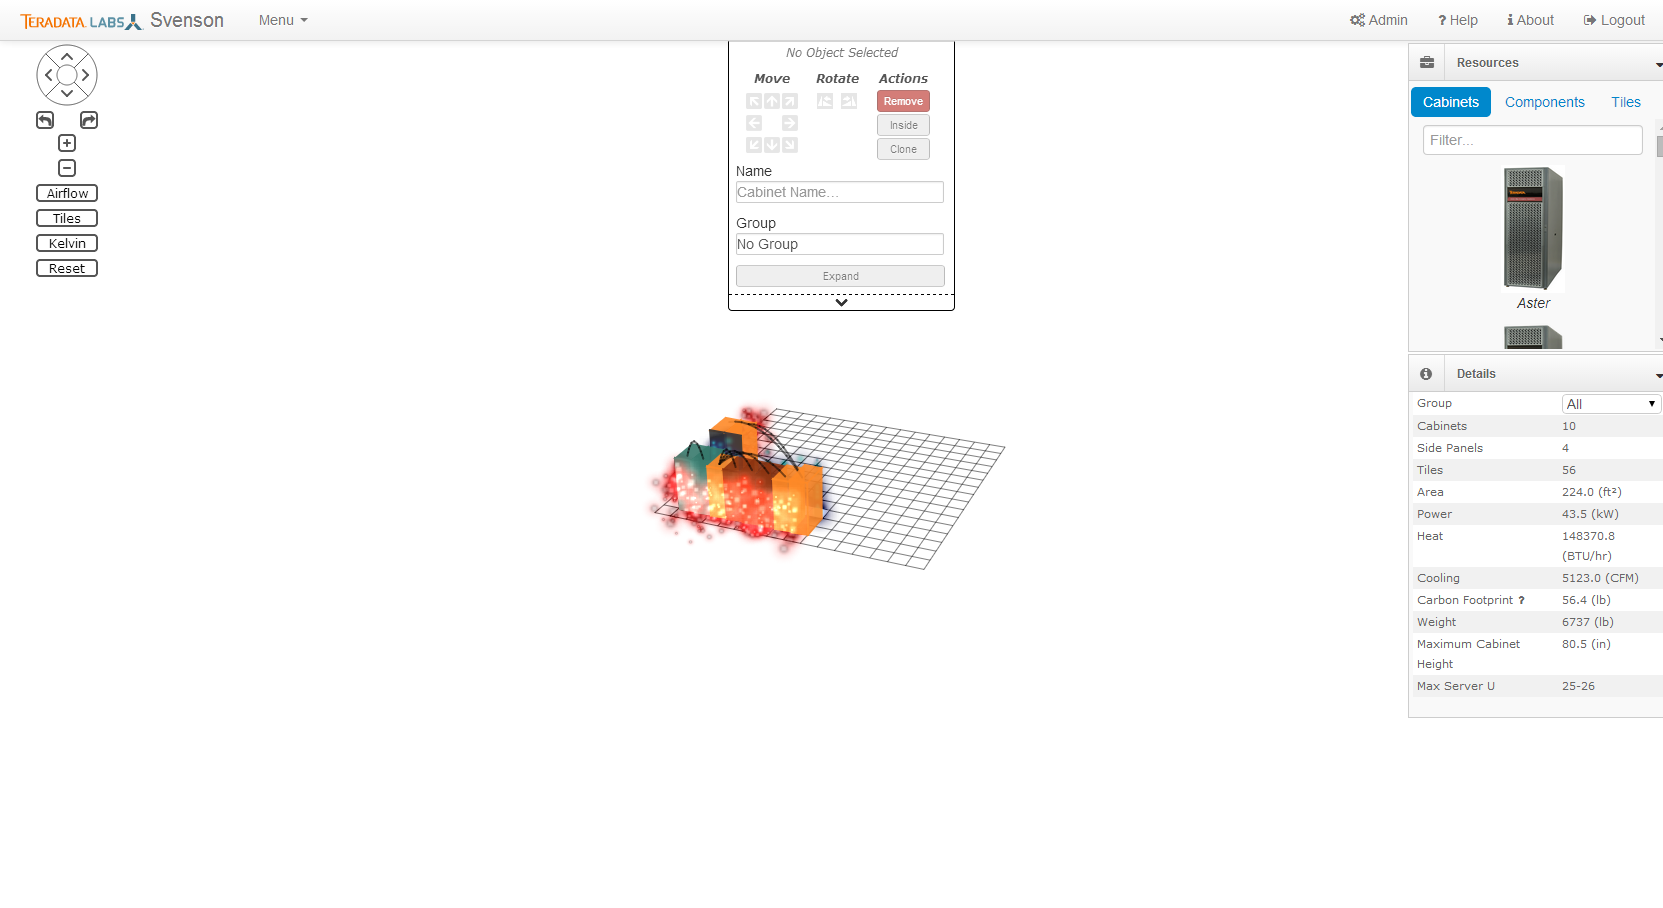 TERADATA LABS Svenson Menu Admin ? Help About Logout
No Object Selected
Move Rotate Actions
Remove
Inside
Clone
Name
Cabinet Name...
Group
No Group
Expand
Airflow
Tiles
Kelvin
Reset
Resources
Cabinets Components Tiles
Filter...
Aster
Details
Group All
Cabinets 10
Side Panels 4
Tiles 56
Area 224.0 (ft²)
Power 43.5 (kW)
Heat 148370.8
(BTU/hr)
Cooling 5123.0 (CFM)
Carbon Footprint ? 56.4 (lb)
Weight 6737 (lb)
Maximum Cabinet 80.5 (in)
Height
Max Server U 25-26